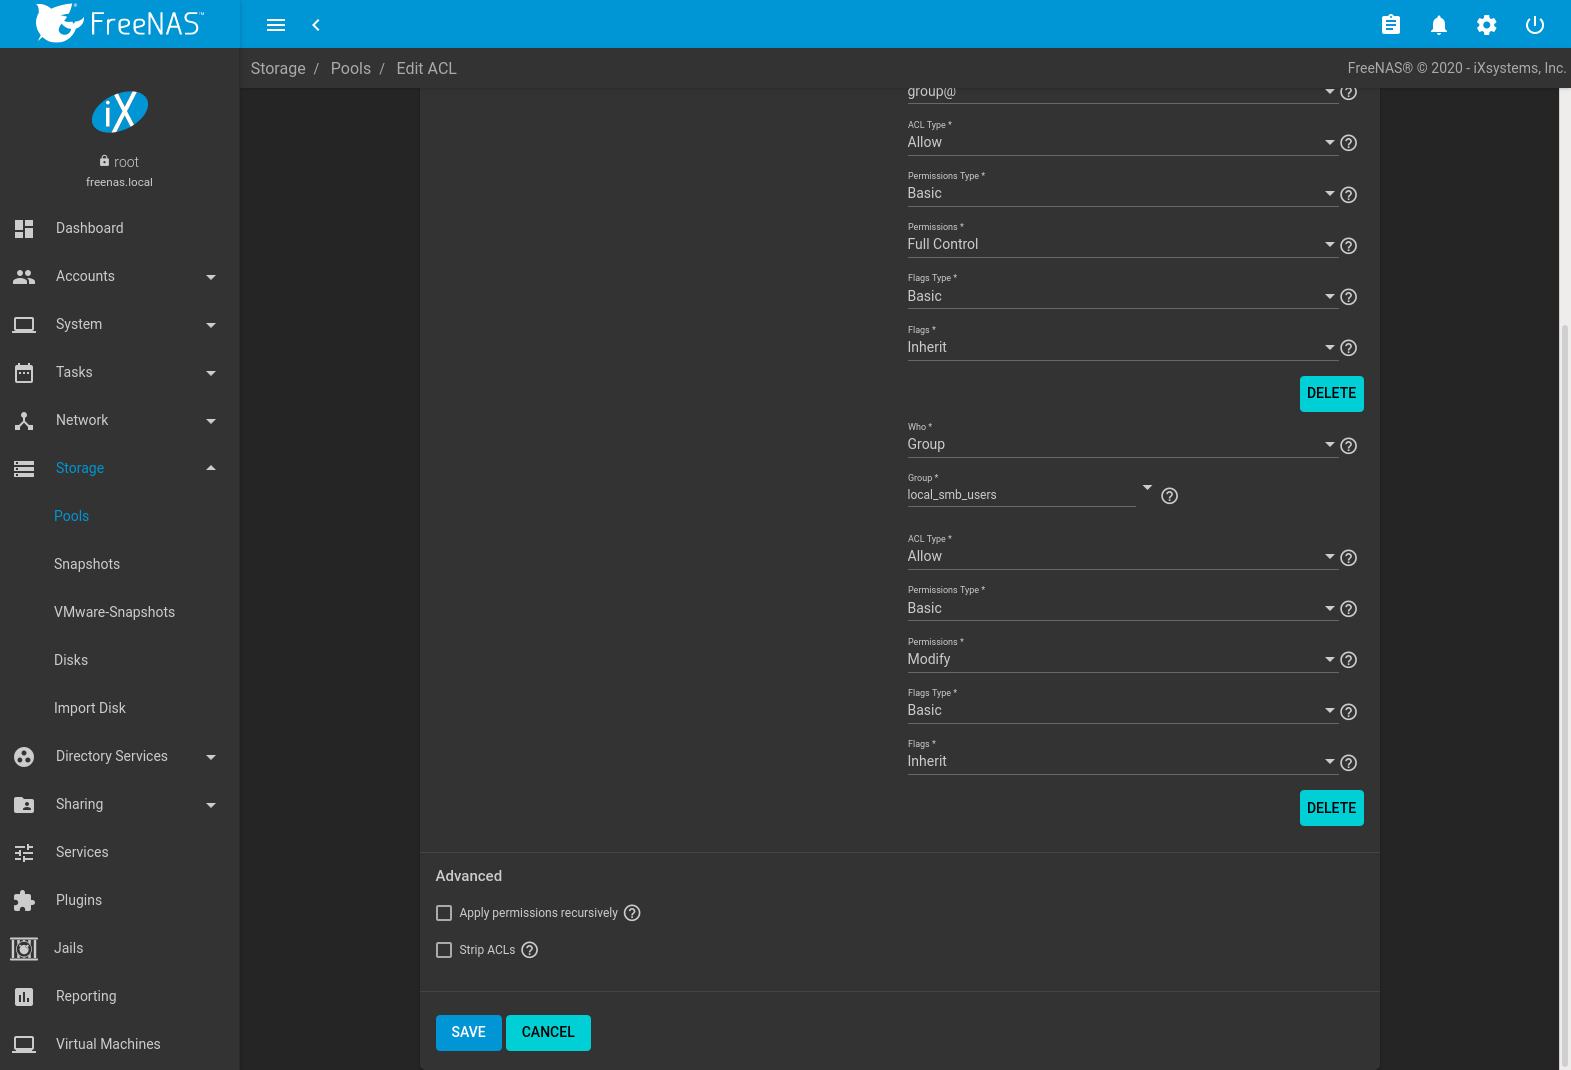 FreeNAS™
Storage / Pools / Edit ACL
FreeNAS® © 2020 - iXsystems, Inc.
iX
root
freenas.local
Dashboard
Accounts
System
Tasks
Network
Storage
Pools
Snapshots
VMware-Snapshots
Disks
Import Disk
Directory Services
Sharing
Services
Plugins
Jails
Reporting
Virtual Machines
group@
ACL Type *
Allow
Permissions Type *
Basic
Permissions *
Full Control
Flags Type *
Basic
Flags *
Inherit
DELETE
Who *
Group
Group *
local_smb_users
ACL Type *
Allow
Permissions Type *
Basic
Permissions *
Modify
Flags Type *
Basic
Flags *
Inherit
DELETE
Advanced
Apply permissions recursively
Strip ACLs
SAVE CANCEL